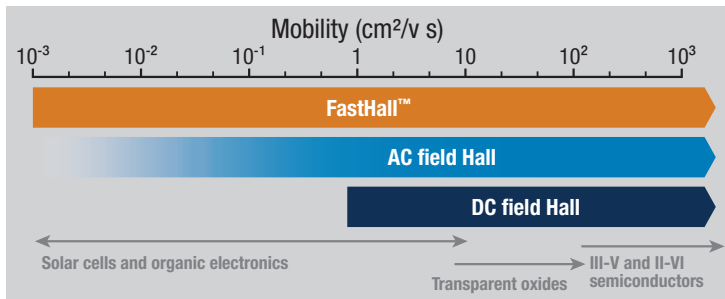 Mobility (cm²/v s)
10⁻³ 10⁻² 10⁻¹ 1 10 10² 10³
FastHall™
AC field Hall
DC field Hall
Solar cells and organic electronics
Transparent oxides
III-V and II-VI
semiconductors